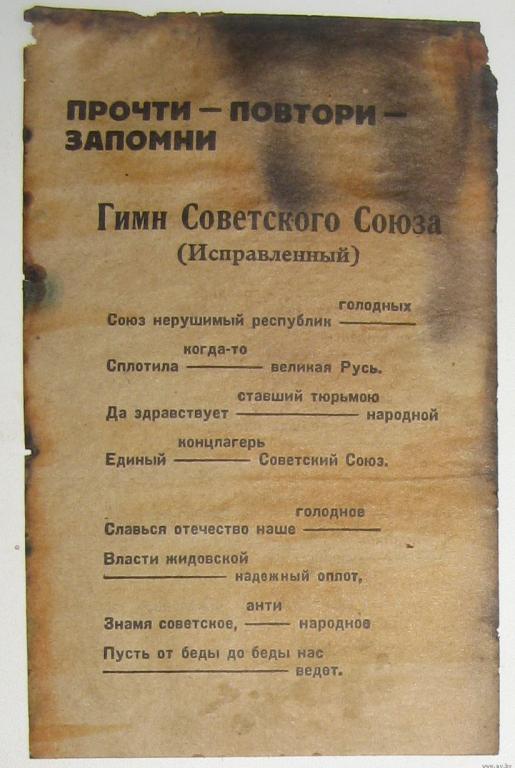 ПРОЧТИ — ПОВТОРИ —
ЗАПОМНИ
Гимн Советского Союза
(Исправленный)
голодных
Союз нерушимый республик ———
когда-то
Сплотила ——— великая Русь.
ставший тюрьмою
Да здравствует ——— народной
концлагерь
Единый ——— Советский Союз.
голодное
Славься отечество наше ———
Власти жидовской
——— надежный оплот,
анти
Знамя советское, ——— народное
Пусть от беды до беды нас
——— ведет.